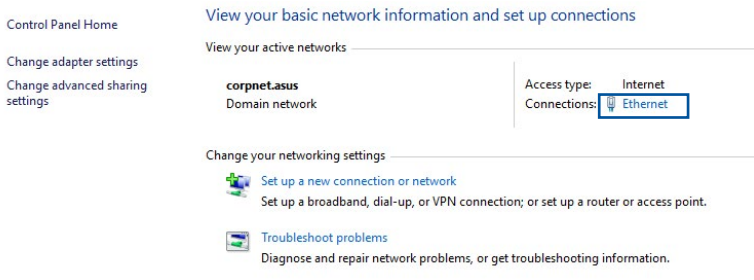 Control Panel Home
Change adapter settings
Change advanced sharing
settings
View your basic network information and set up connections
View your active networks
corpnet.asus
Domain network
Access type: Internet
Connections: Ethernet
Change your networking settings
Set up a new connection or network
Set up a broadband, dial-up, or VPN connection; or set up a router or access point.
Troubleshoot problems
Diagnose and repair network problems, or get troubleshooting information.